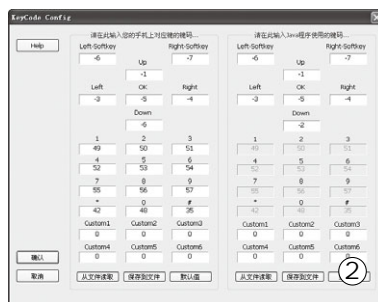 KeyCode Config
请在此输入您的手机上对应键的键码...
请在此输入Java程序使用的键码...
Help
Left-Softkey Right-Softkey
-6 Up -7
-1
Left OK Right
-3 -5 -4
Down
-6
1 2 3
49 50 51
4 5 6
52 53 54
7 8 9
55 56 57
* 0 #
42 48 35
Custom1 Custom2 Custom3
0 0 0
Custom4 Custom5 Custom6
0 0 0
从文件读取 保存到文件 默认值
Left-Softkey Right-Softkey
-6 Up -7
-1
Left OK Right
-3 -5 -4
Down
-2
1 2 3
49 50 51
4 5 6
52 53 54
7 8 9
55 56 57
* 0 #
42 48 35
Custom1 Custom2 Custom3
0 0 0
Custom4 Custom5 Custom6
0 0 0
从文件读取 保存到文件
②
确认
取消